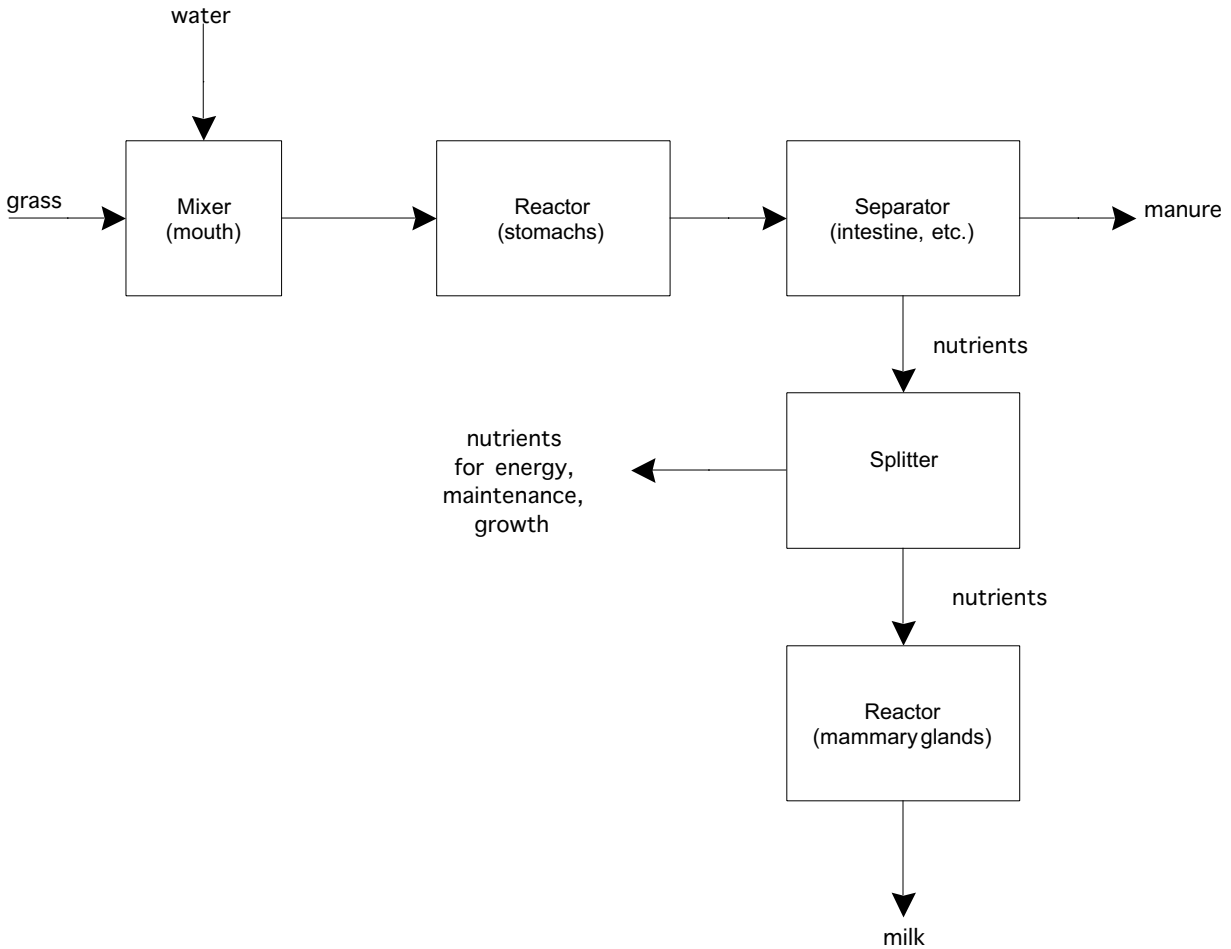 water
grass
Mixer
(mouth)
Reactor
(stomachs)
Separator
(intestine, etc.)
manure
nutrients
nutrients
for energy,
maintenance,
growth
Splitter
nutrients
Reactor
(mammary glands)
milk